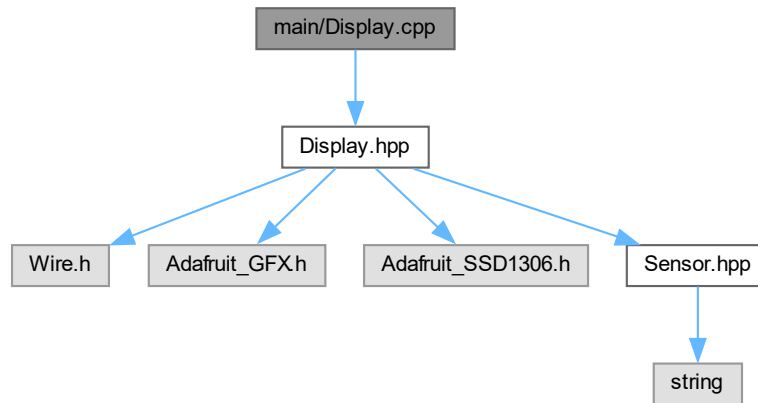 main/Display.cpp
Display.hpp
Wire.h
Adafruit_GFX.h
Adafruit_SSD1306.h
Sensor.hpp
string